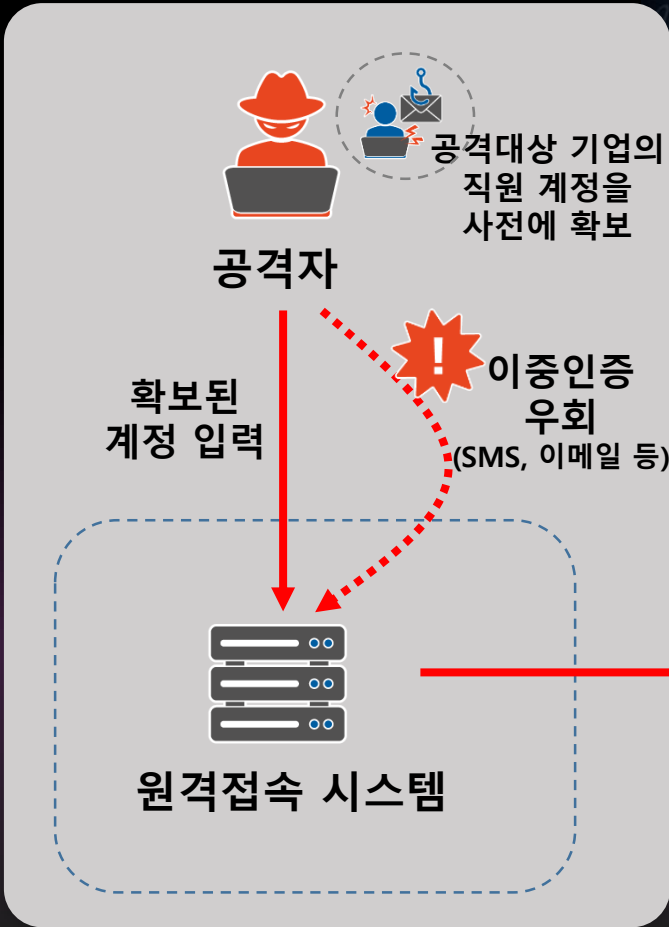 공격대상 기업의
직원 계정을
사전에 확보
공격자
이중인증
우회
(SMS, 이메일 등)
확보된
계정 입력
원격접속 시스템